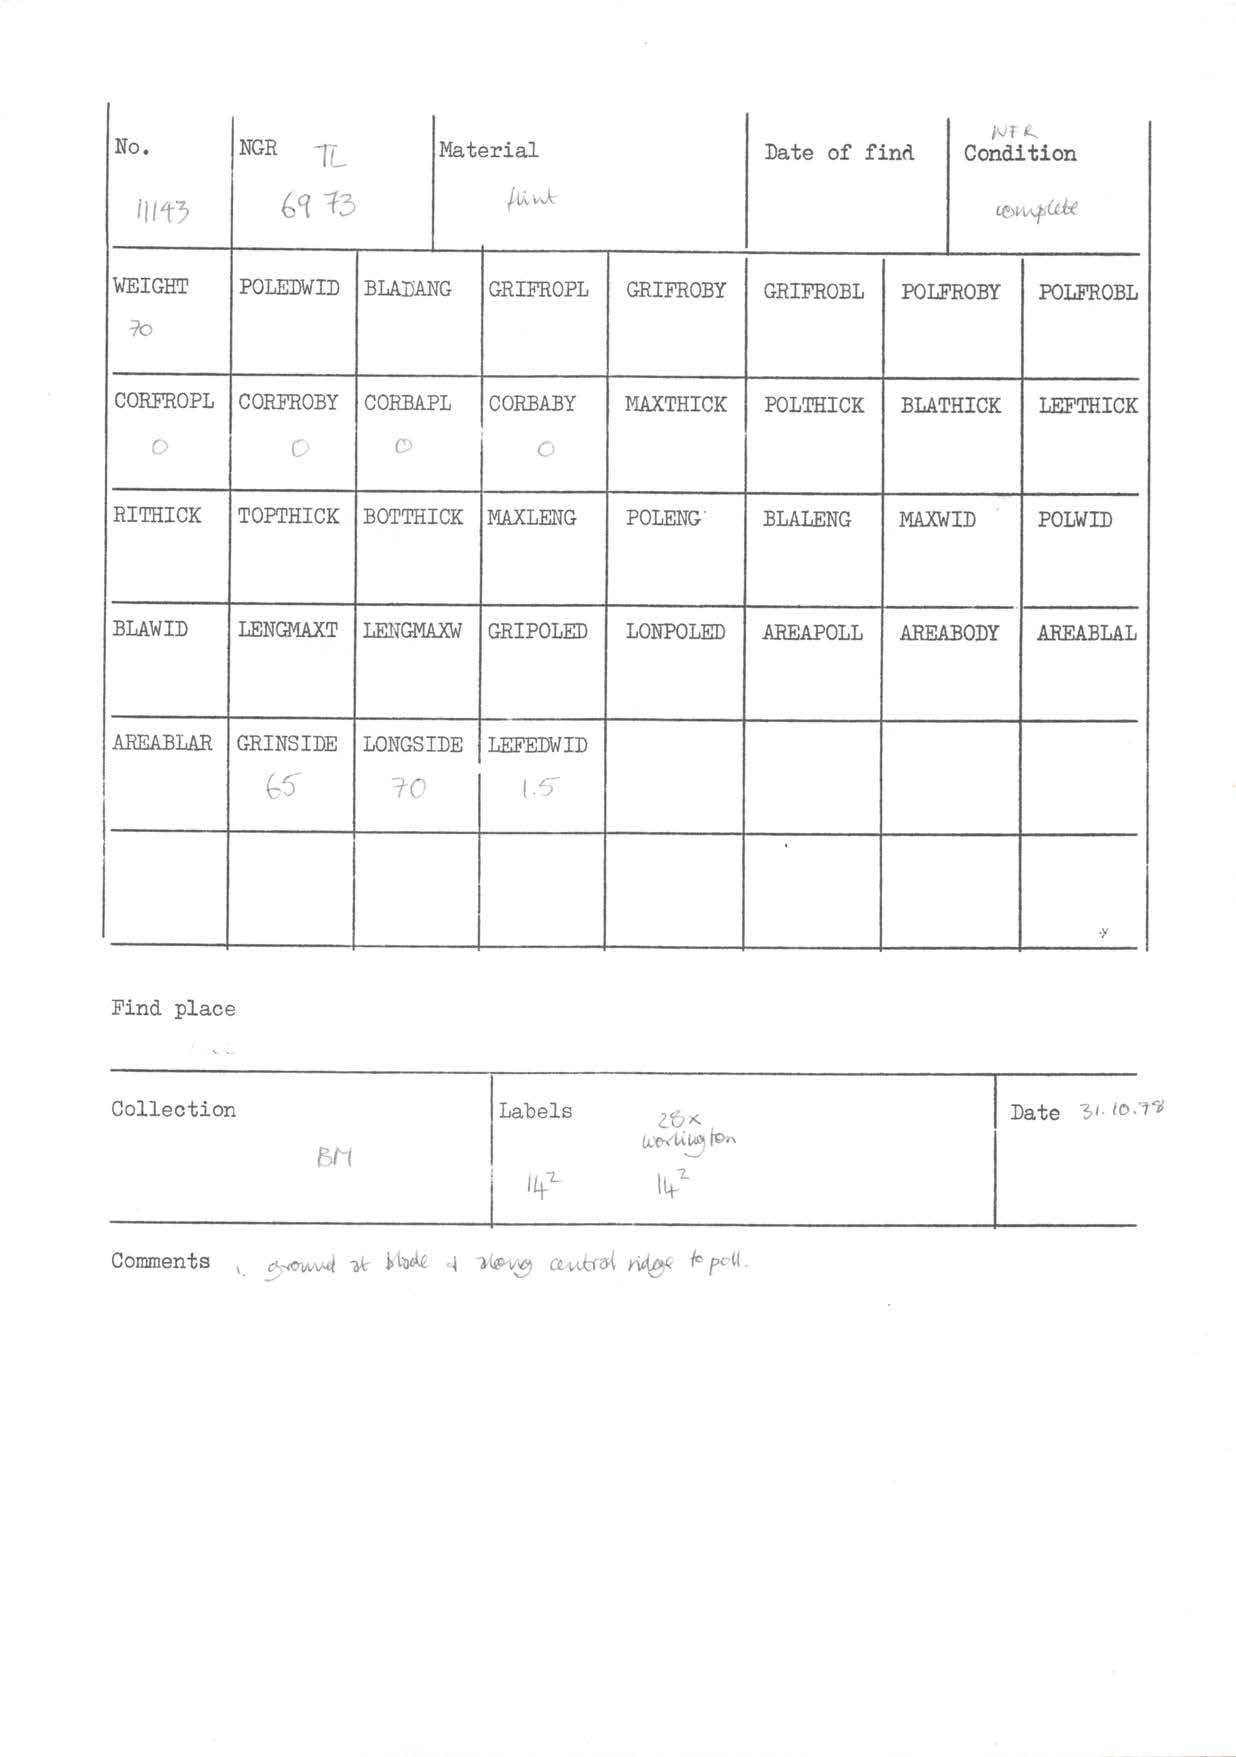 No. NGR TL Material Date of find NFR Condition
11143 69 73 flint complete
WEIGHT POLEDWID BLADANG GRIFROPL GRIFROBY GRIFROBL POLFROBY POLFROBL
70
CORFROPL CORFROBY CORBAPL CORBABY MAXTHICK POLTHICK BLATHICK LEFTHICK
0 0 0 0
RITHICK TOPTHICK BOTTHICK MAXLENG POLENG BLALENG MAXWID POLWID
BLAWID LENGMAXT LENGMAXW GRIPOLED LONPOLED AREAPOLL AREABODY AREABLAL
AREABLAR GRINSIDE LONGSIDE LEFEDWID
65 70 1.5
Find place
Collection
BM
Labels
28x
Worlington
14² 14²
Date 31.10.78
Comments 1. ground at blade & along central ridge to poll.